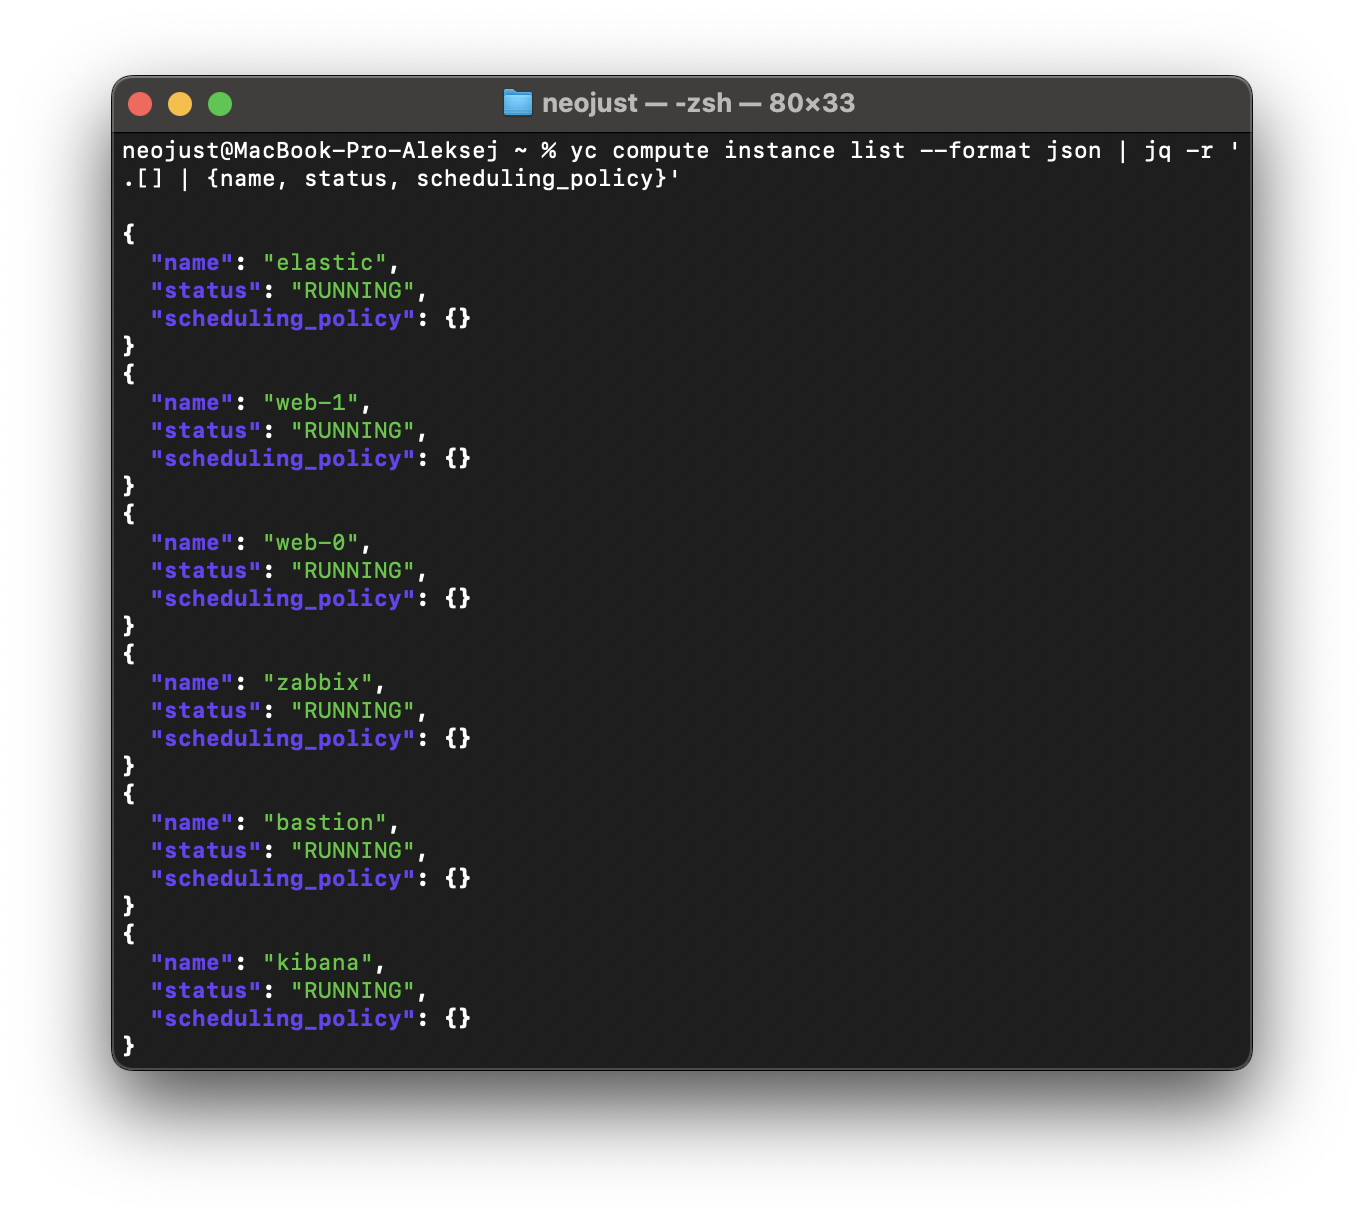 neojust — -zsh — 80×33
neojust@MacBook-Pro-Aleksej ~ % yc compute instance list --format json | jq -r '
.[] | {name, status, scheduling_policy}'
{
  "name": "elastic",
  "status": "RUNNING",
  "scheduling_policy": {}
}
{
  "name": "web-1",
  "status": "RUNNING",
  "scheduling_policy": {}
}
{
  "name": "web-0",
  "status": "RUNNING",
  "scheduling_policy": {}
}
{
  "name": "zabbix",
  "status": "RUNNING",
  "scheduling_policy": {}
}
{
  "name": "bastion",
  "status": "RUNNING",
  "scheduling_policy": {}
}
{
  "name": "kibana",
  "status": "RUNNING",
  "scheduling_policy": {}
}